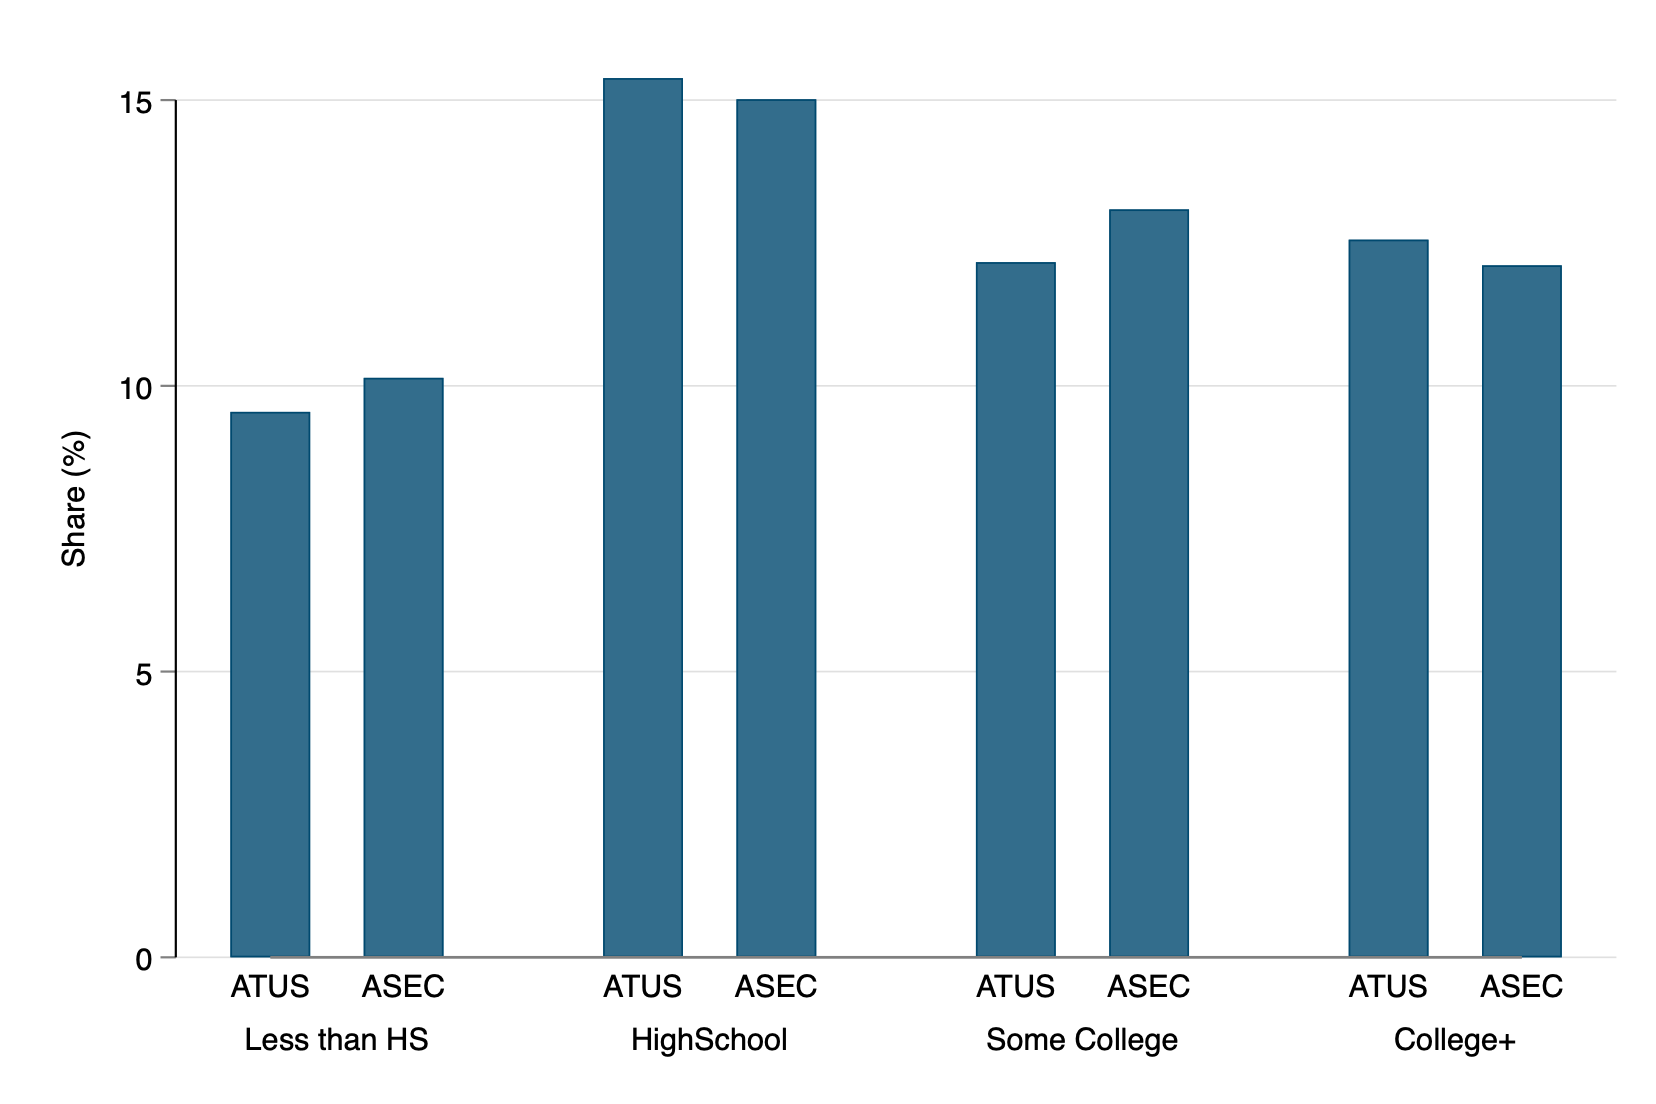 Share (%)
15
10
5
0
ATUS ASEC ATUS ASEC ATUS ASEC ATUS ASEC
Less than HS HighSchool Some College College+